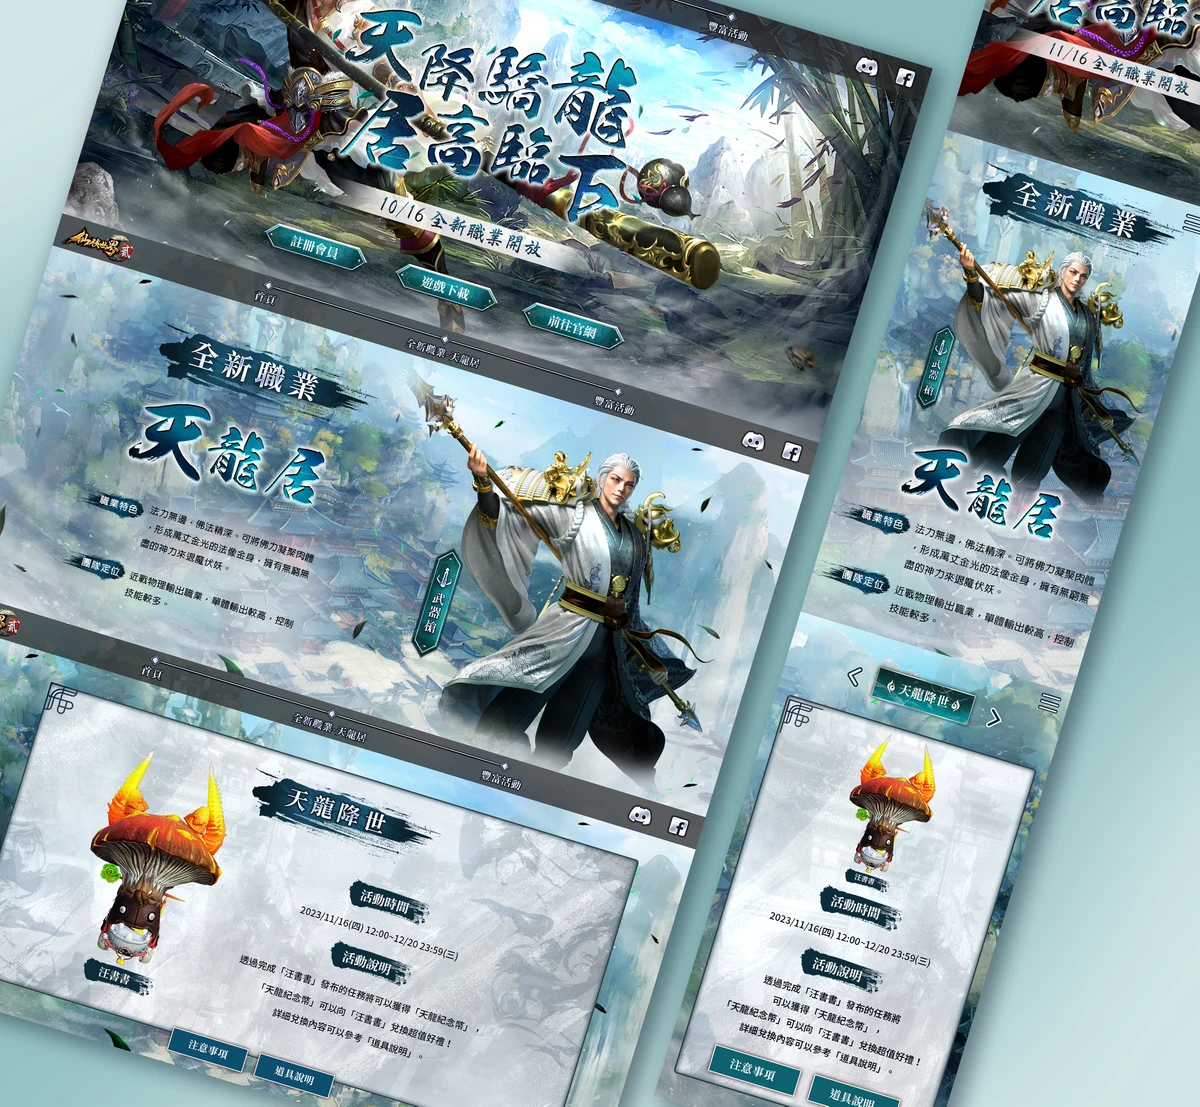 豐富活動
天降驕龍
居高臨下
10/16 全新職業開放
註冊會員
遊戲下載
前往官網
仙俠世界 貳
首頁
全新職業 天龍居
豐富活動
全新職業
天龍居
職業特色
法力無邊，佛法精深。可將佛力凝聚肉體
，形成萬丈金光的法像金身，擁有無窮無
盡的神力來退魔伏妖。
團隊定位
近戰物理輸出職業，單體輸出較高，控制
技能較多。
武器 槍
界 貳
首頁
全新職業 天龍居
豐富活動
天龍降世
汪書書
活動時間
2023/11/16(四) 12:00~12/20 23:59(三)
活動說明
透過完成「汪書書」發布的任務將可以獲得「天龍紀念幣」，
「天龍紀念幣」可以向「汪書書」兌換超值好禮！
詳細兌換內容可以參考「道具說明」。
注意事項
道具說明
居高臨
11/16 全新職業開放
全新職業
武器 槍
天龍居
職業特色
法力無邊，佛法精深。可將佛力凝聚肉體
，形成萬丈金光的法像金身，擁有無窮無
盡的神力來退魔伏妖。
團隊定位
近戰物理輸出職業，單體輸出較高，控制
技能較多。
天龍降世
汪書書
活動時間
2023/11/16(四) 12:00~12/20 23:59(三)
活動說明
透過完成「汪書書」發布的任務將
可以獲得「天龍紀念幣」，
「天龍紀念幣」可以向「汪書書」兌換超值好禮！
詳細兌換內容可以參考「道具說明」。
注意事項
道具說明